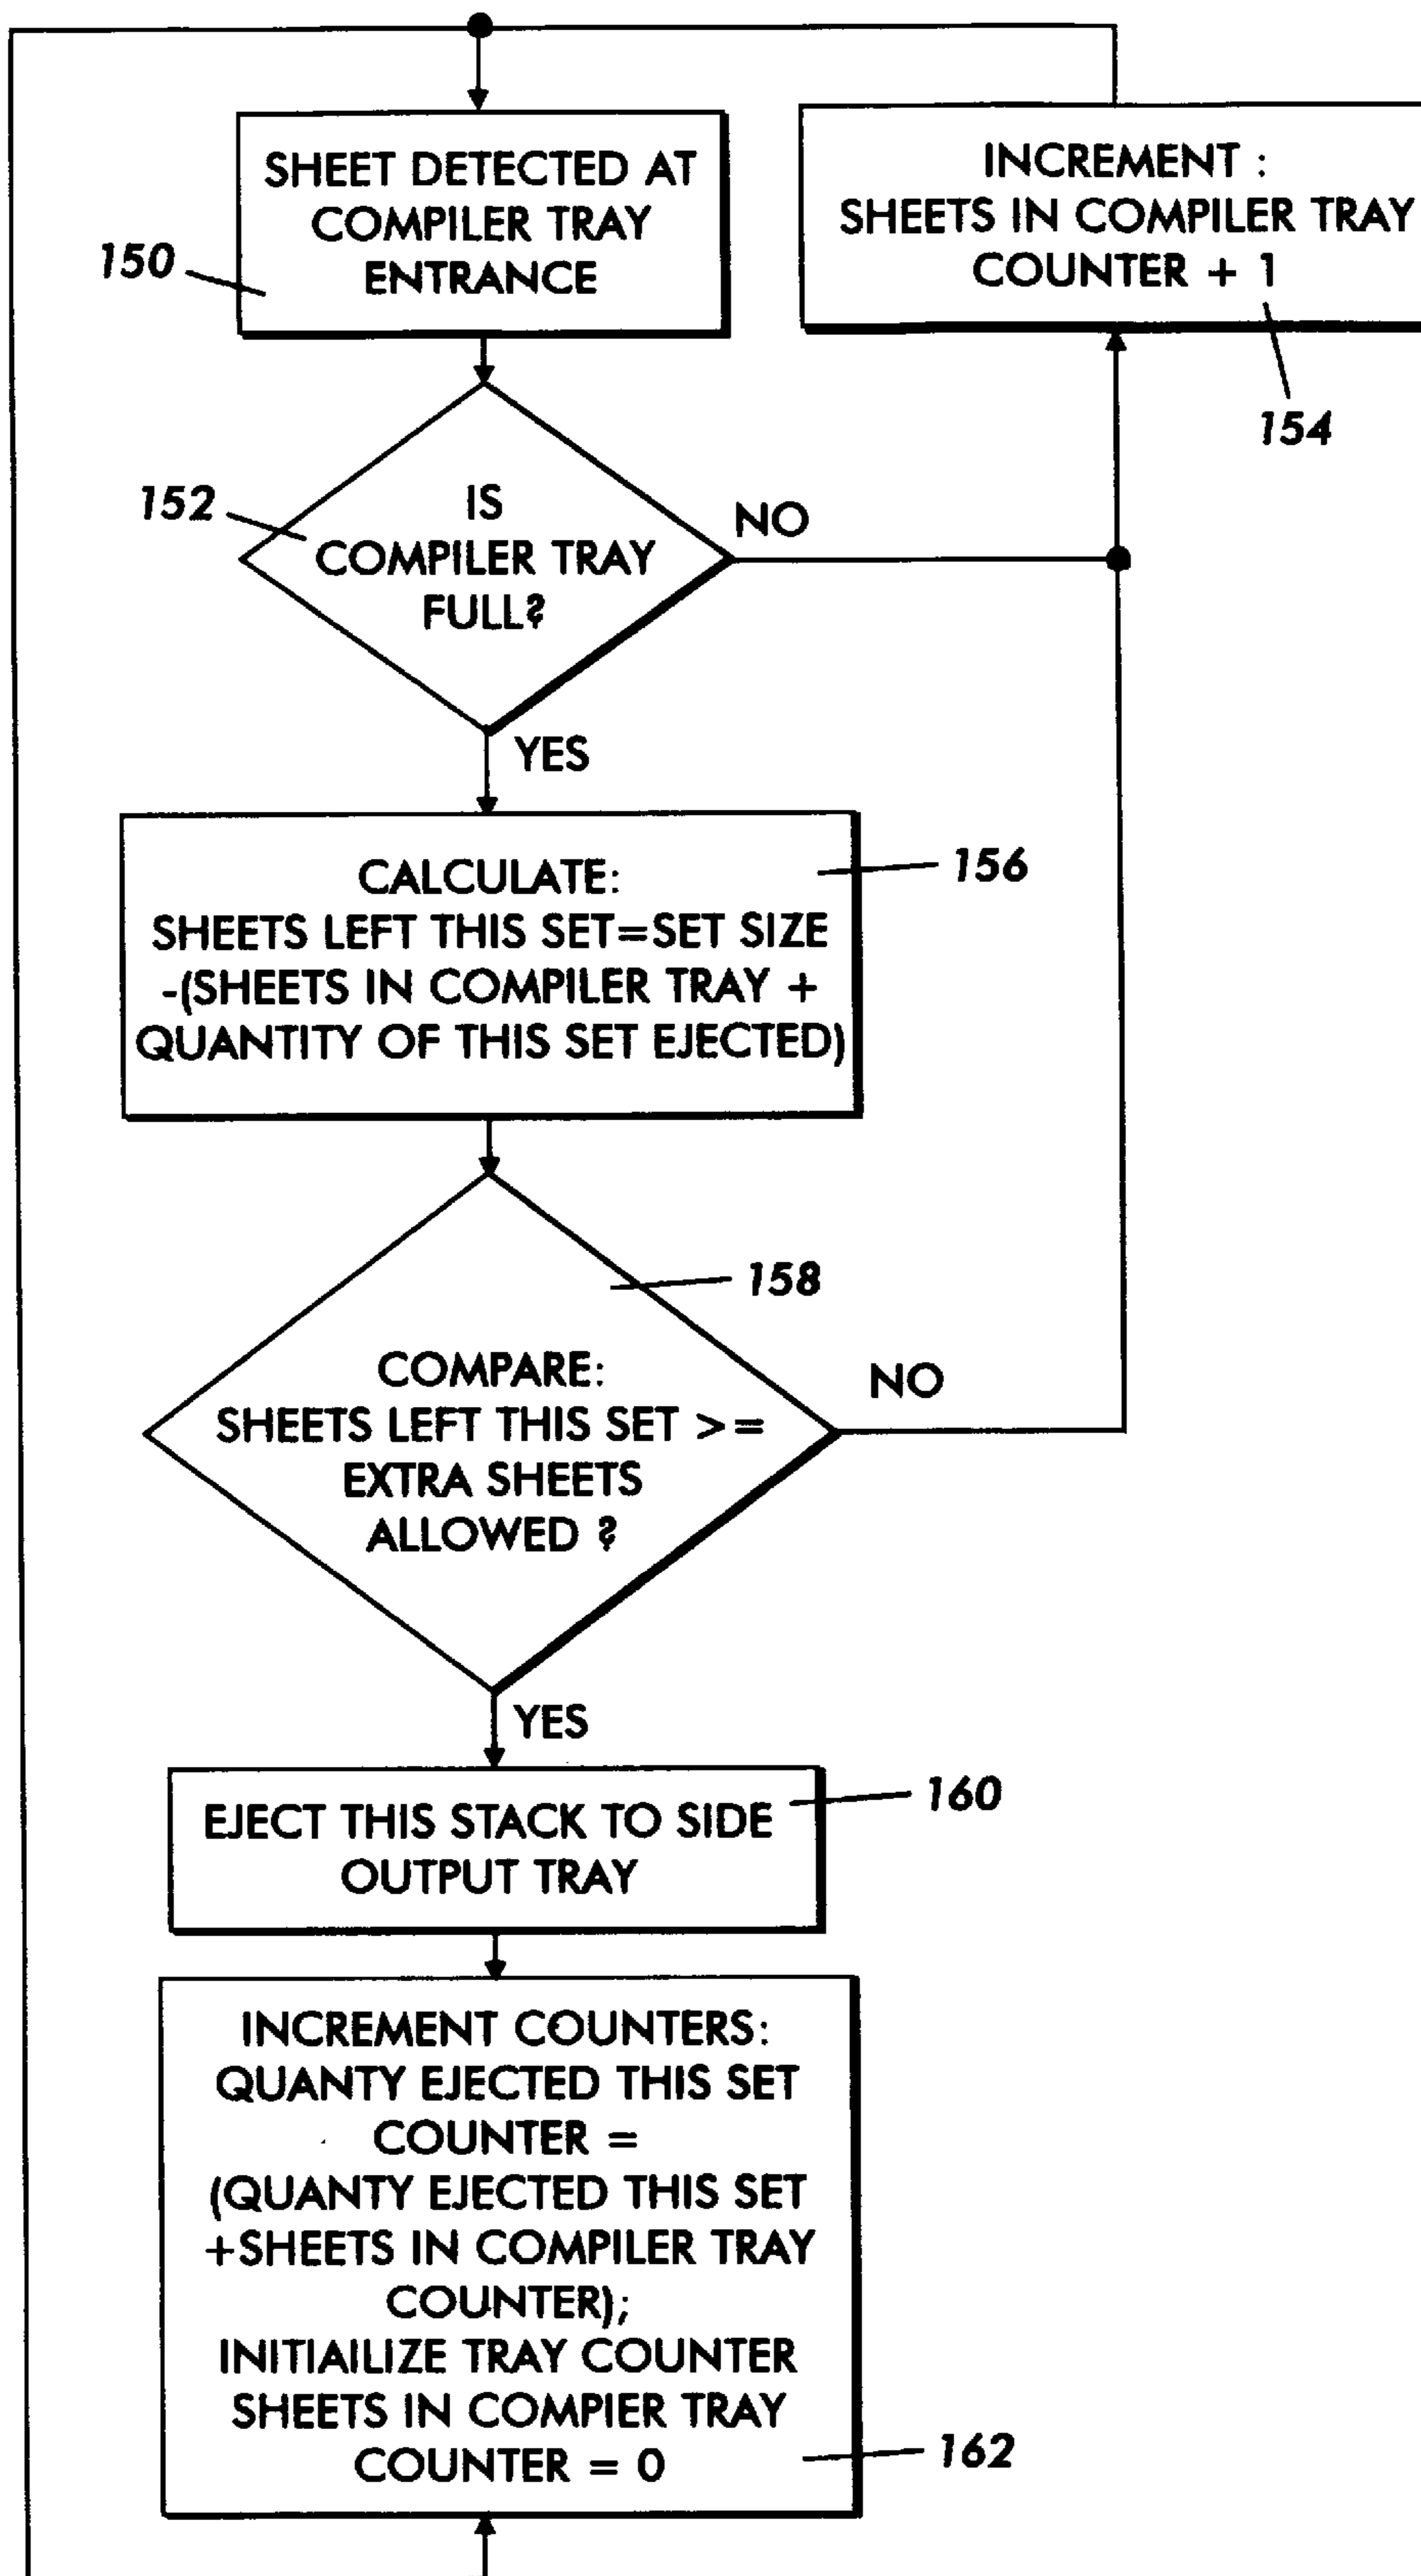 SHEET DETECTED AT
COMPILER TRAY
ENTRANCE
150
INCREMENT :
SHEETS IN COMPILER TRAY
COUNTER + 1
154
152
IS
COMPILER TRAY
FULL?
NO
YES
CALCULATE:
SHEETS LEFT THIS SET=SET SIZE
-(SHEETS IN COMPILER TRAY +
QUANTITY OF THIS SET EJECTED)
156
158
COMPARE:
SHEETS LEFT THIS SET >=
EXTRA SHEETS
ALLOWED ?
NO
YES
EJECT THIS STACK TO SIDE
OUTPUT TRAY
160
INCREMENT COUNTERS:
QUANTY EJECTED THIS SET
COUNTER =
(QUANTY EJECTED THIS SET
+SHEETS IN COMPILER TRAY
COUNTER);
INITIAILIZE TRAY COUNTER
SHEETS IN COMPIER TRAY
COUNTER = 0
162